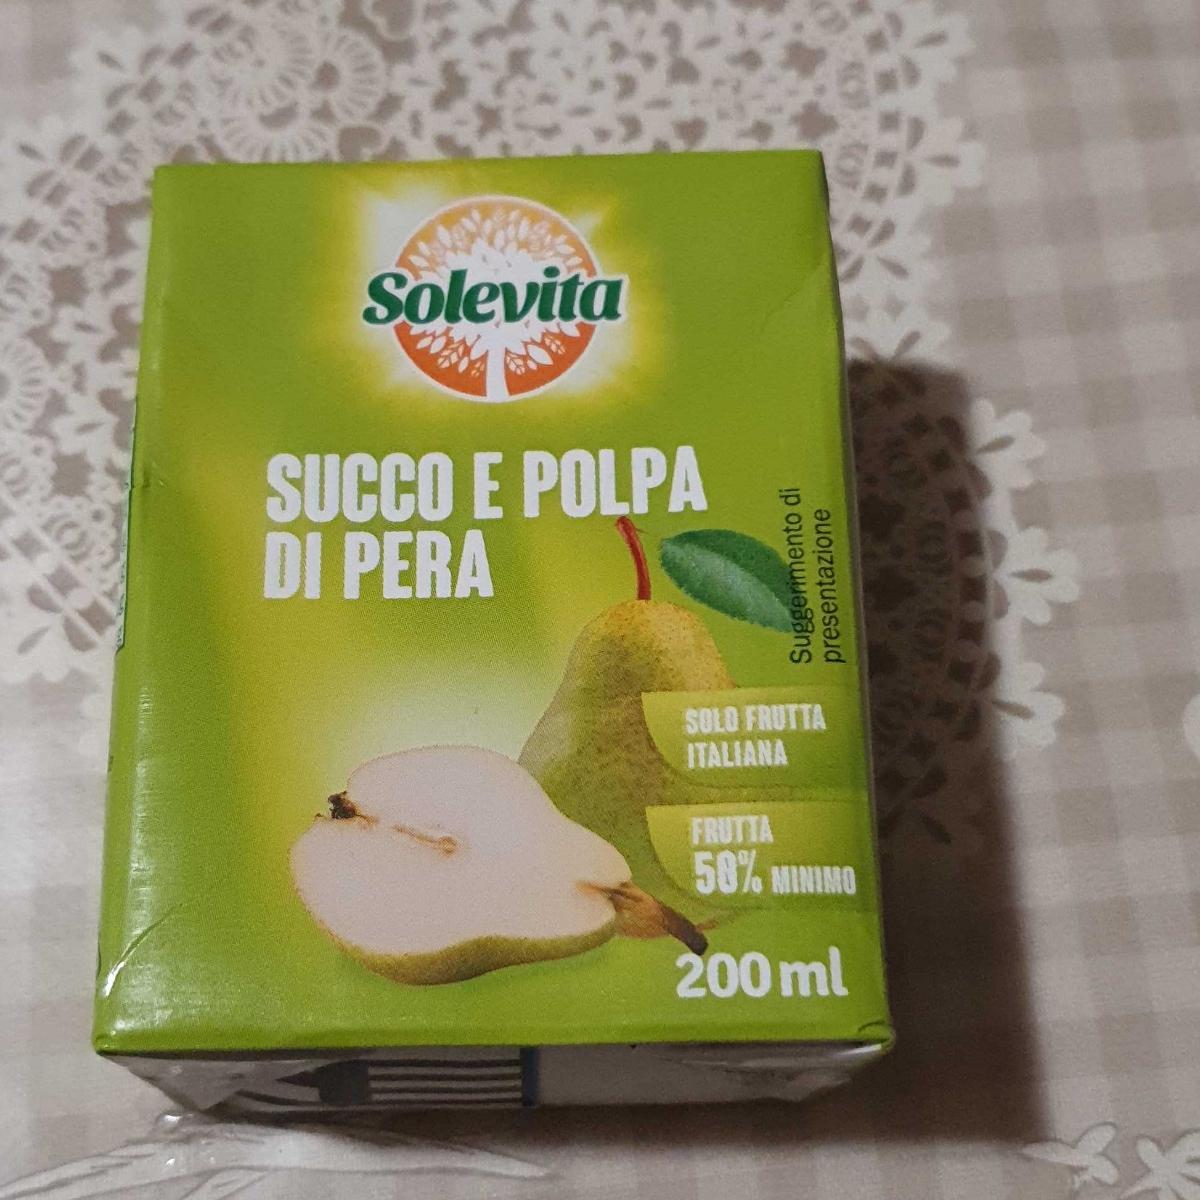 Solevita
SUCCO E POLPA
DI PERA
Suggerimento di
presentazione
SOLO FRUTTA
ITALIANA
FRUTTA
50% MINIMO
200 ml